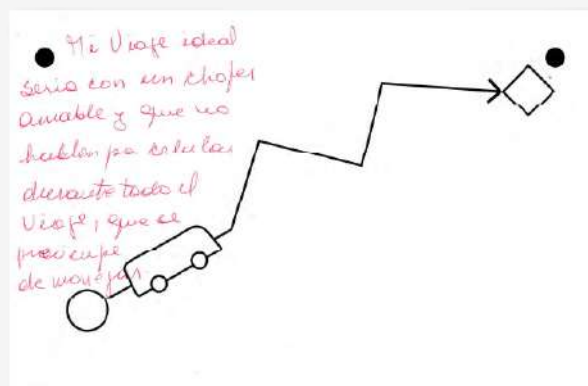 Mi Viaje ideal
seria con un chofer
amable y que no
hablen por celular
durante todo el
Viaje, que se
preocupe
de manejar.